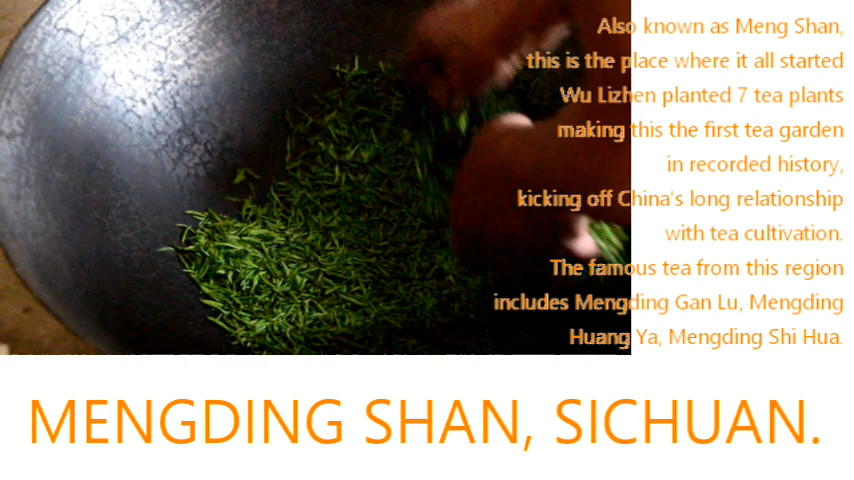 Also known as Meng Shan,
this is the place where it all started
Wu Lizhen planted 7 tea plants
making this the first tea garden
in recorded history,
kicking off China's long relationship
with tea cultivation.
The famous tea from this region
includes Mengding Gan Lu, Mengding
Huang Ya, Mengding Shi Hua.
MENGDING SHAN, SICHUAN.